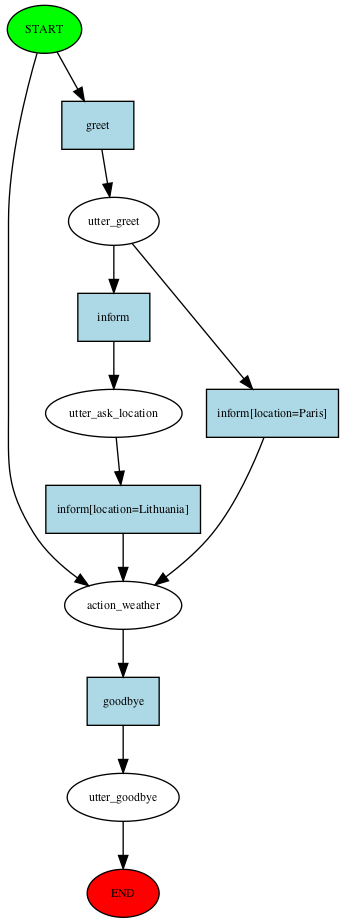 START
greet
utter_greet
inform
utter_ask_location
inform[location=Paris]
inform[location=Lithuania]
action_weather
goodbye
utter_goodbye
END